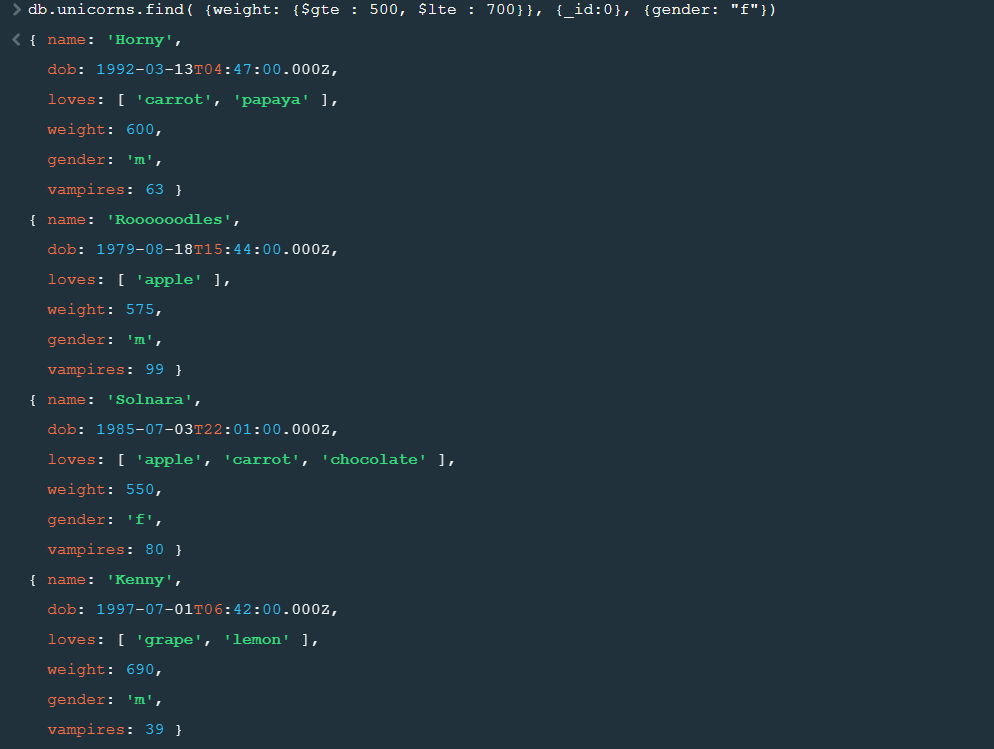 > db.unicorns.find( {weight: {$gte : 500, $lte : 700}}, {_id:0}, {gender: "f"})
< { name: 'Horny',
dob: 1992-03-13T04:47:00.000Z,
loves: [ 'carrot', 'papaya' ],
weight: 600,
gender: 'm',
vampires: 63 }
{ name: 'Roooooodles',
dob: 1979-08-18T15:44:00.000Z,
loves: [ 'apple' ],
weight: 575,
gender: 'm',
vampires: 99 }
{ name: 'Solnara',
dob: 1985-07-03T22:01:00.000Z,
loves: [ 'apple', 'carrot', 'chocolate' ],
weight: 550,
gender: 'f',
vampires: 80 }
{ name: 'Kenny',
dob: 1997-07-01T06:42:00.000Z,
loves: [ 'grape', 'lemon' ],
weight: 690,
gender: 'm',
vampires: 39 }